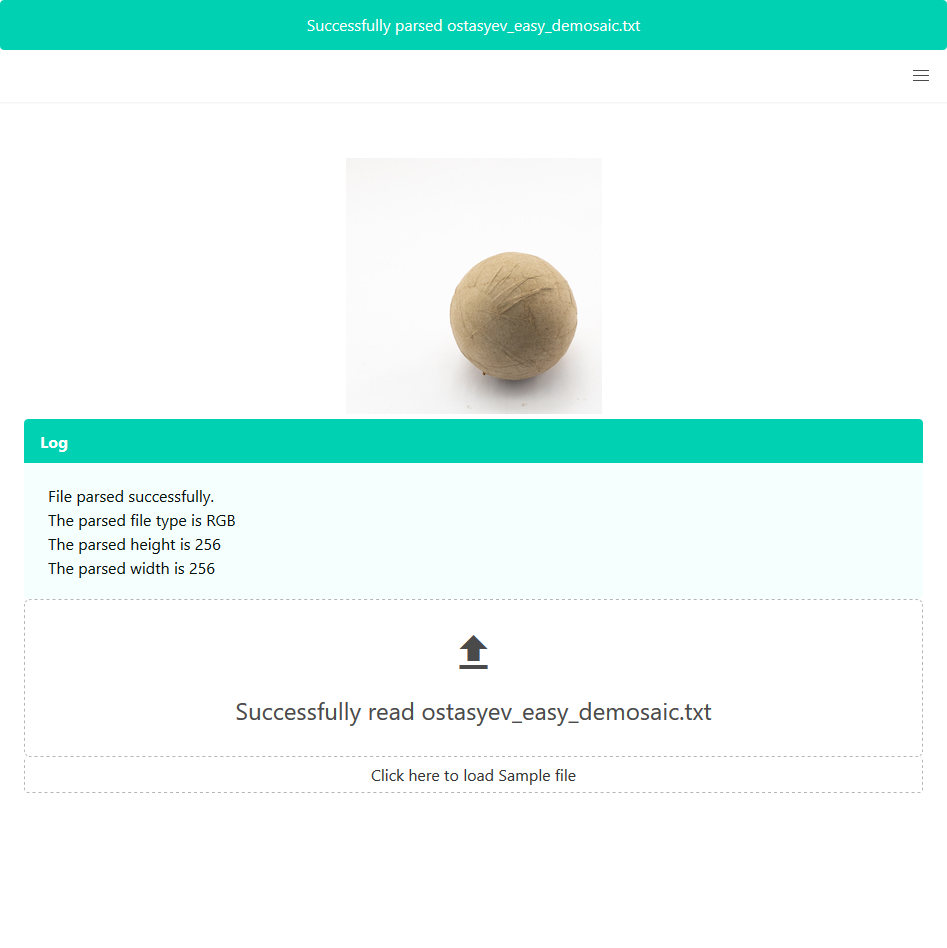 Successfully parsed ostasyev_easy_demosaic.txt
Log
File parsed successfully.
The parsed file type is RGB
The parsed height is 256
The parsed width is 256
Successfully read ostasyev_easy_demosaic.txt
Click here to load Sample file